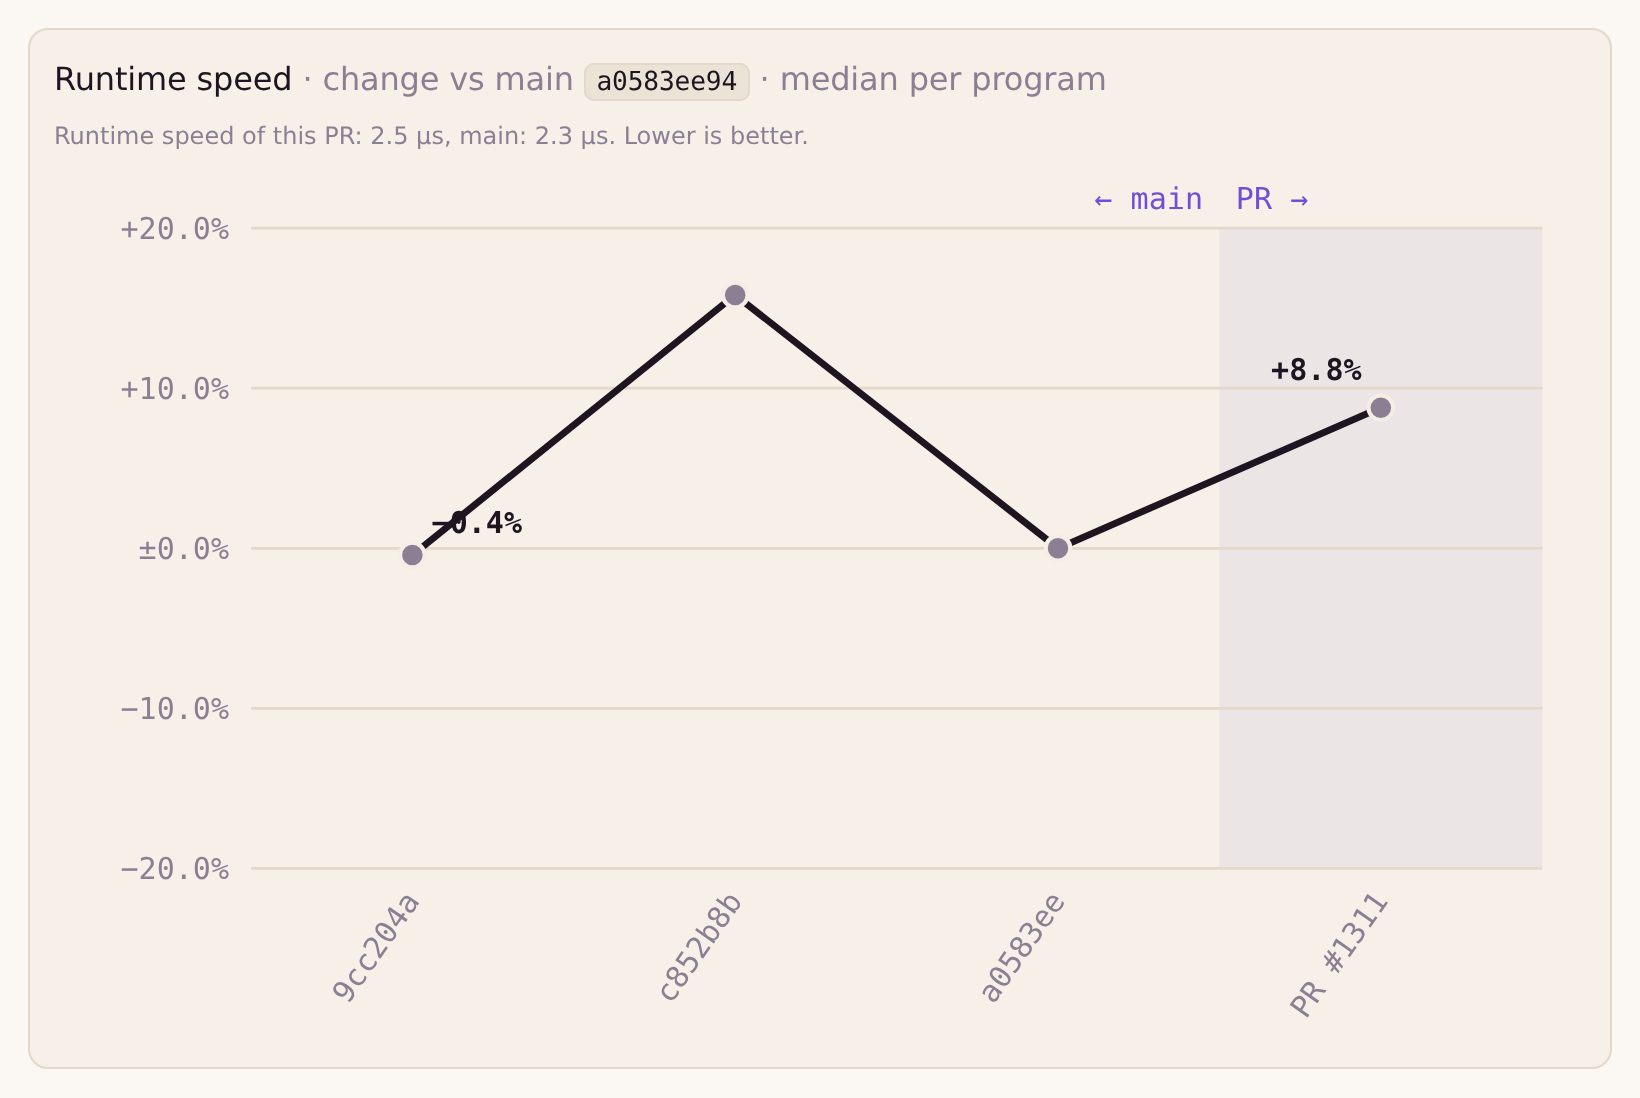 Runtime speed · change vs main a0583ee94 · median per program
Runtime speed of this PR: 2.5 µs, main: 2.3 µs. Lower is better.
← main PR →
+20.0%
+10.0%
±0.0%
−10.0%
−20.0%
−0.4%
+8.8%
9cc204a
c852b8b
a0583ee
PR #1311